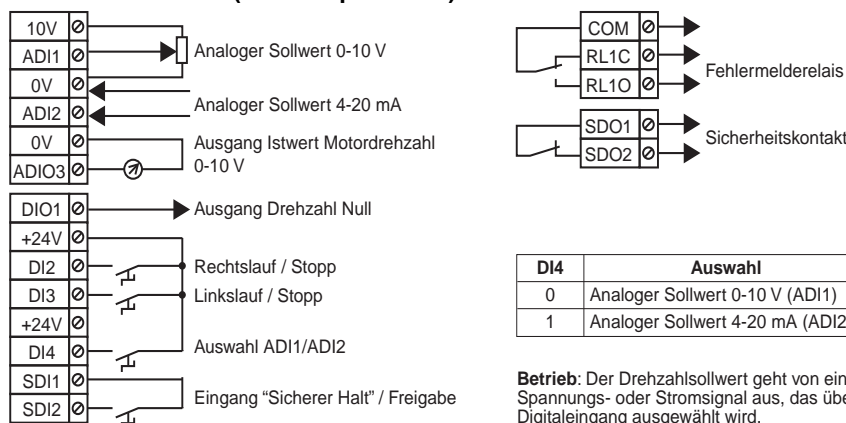 10V
ADI1
Analoger Sollwert 0-10 V
0V
ADI2
Analoger Sollwert 4-20 mA
0V
Ausgang Istwert Motordrehzahl
0-10 V
ADIO3
DIO1
Ausgang Drehzahl Null
+24V
DI2
Rechtslauf / Stopp
DI3
Linkslauf / Stopp
+24V
DI4
Auswahl ADI1/ADI2
SDI1
Eingang “Sicherer Halt” / Freigabe
SDI2
COM
RL1C
Fehlermelderelais
RL1O
SDO1
Sicherheitskontakt
SDO2
DI4 Auswahl
0 Analoger Sollwert 0-10 V (ADI1)
1 Analoger Sollwert 4-20 mA (ADI2
Betrieb: Der Drehzahlsollwert geht von ein
Spannungs- oder Stromsignal aus, das übe
Digitaleingang ausgewählt wird.